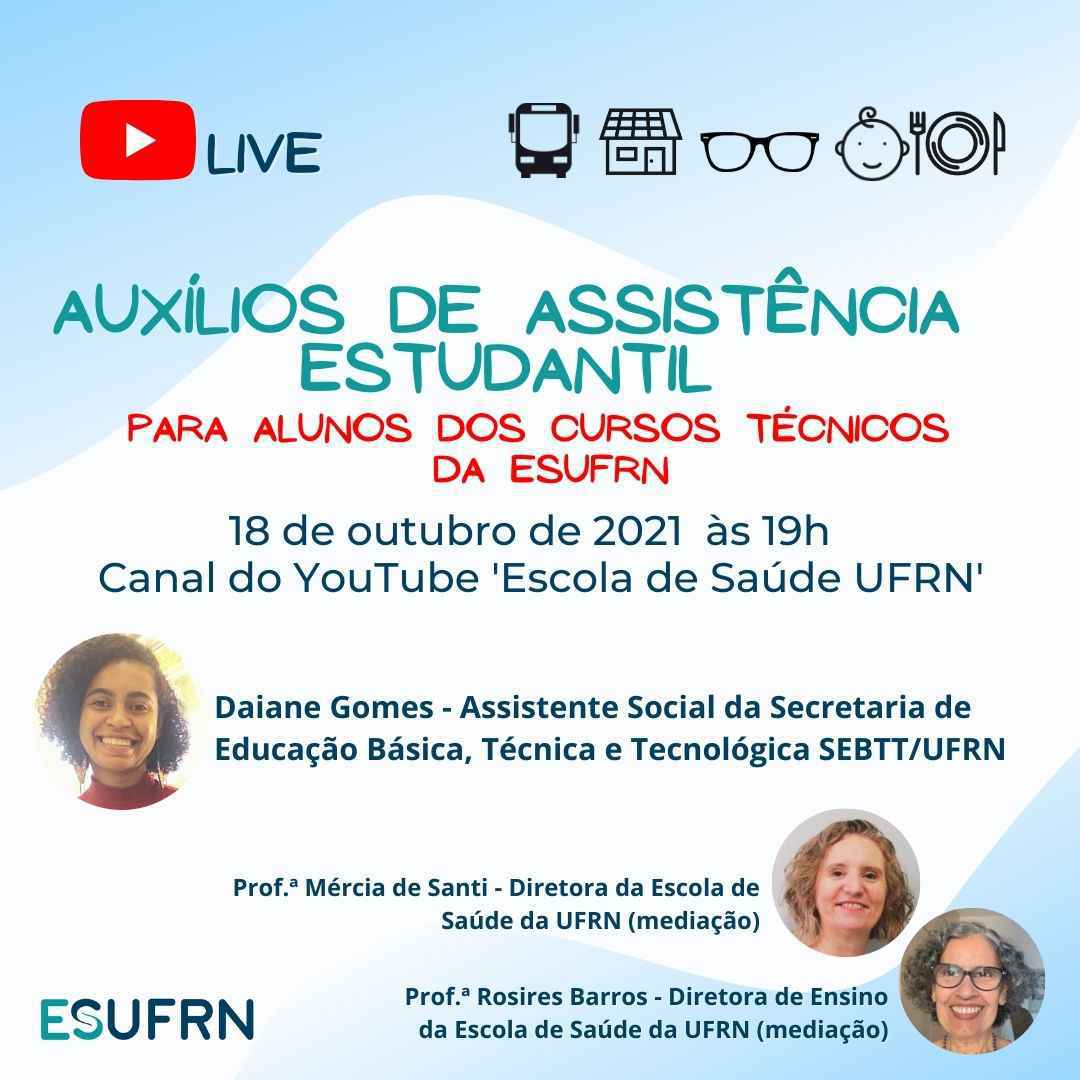 LIVE
AUXÍLIOS DE ASSISTÊNCIA
ESTUDANTIL
PARA ALUNOS DOS CURSOS TÉCNICOS
DA ESUFRN
18 de outubro de 2021 às 19h
Canal do YouTube 'Escola de Saúde UFRN'
Daiane Gomes - Assistente Social da Secretaria de
Educação Básica, Técnica e Tecnológica SEBTT/UFRN
Prof.ª Mércia de Santi - Diretora da Escola de
Saúde da UFRN (mediação)
Prof.ª Rosires Barros - Diretora de Ensino
da Escola de Saúde da UFRN (mediação)
ESUFRN